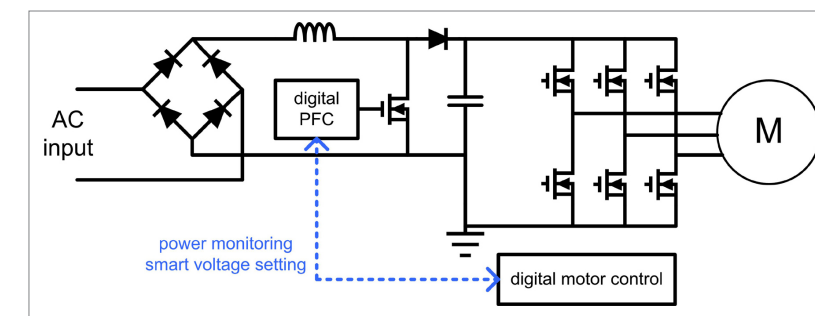 digital
PFC
AC
input
M
power monitoring
smart voltage setting
digital motor control